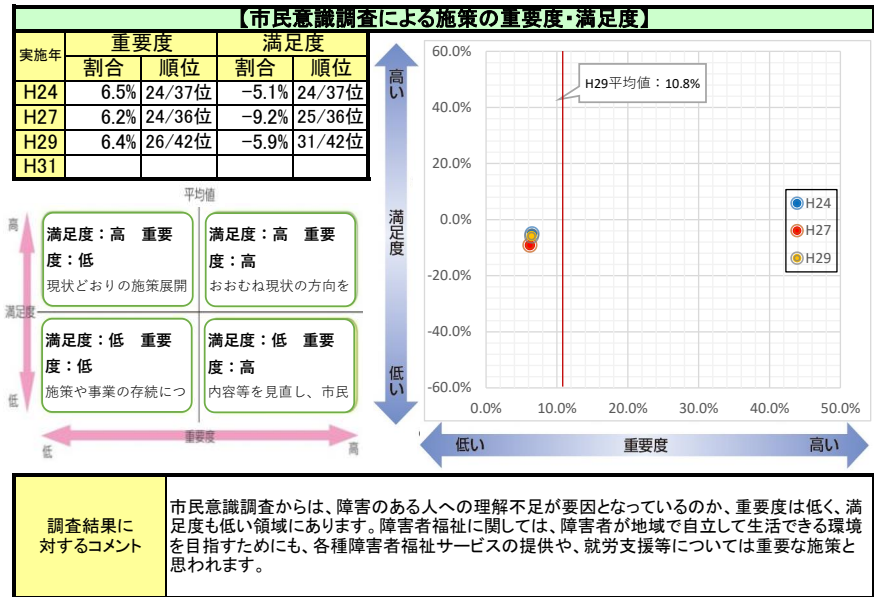 【市民意識調査による施策の重要度・満足度】
実施年 重要度 満足度
割合 順位 割合 順位
H24 6.5% 24/37位 −5.1% 24/37位
H27 6.2% 24/36位 −9.2% 25/36位
H29 6.4% 26/42位 −5.9% 31/42位
H31
平均値
高
満足度：高　重要
度：低
現状どおりの施策展開
満足度：高　重要
度：高
おおむね現状の方向を
満足度
満足度：低　重要
度：低
施策や事業の存続につ
満足度：低　重要
度：高
内容等を見直し、市民
低
重要度
低
高
高い
満足度
低い
60.0%
40.0%
20.0%
0.0%
-20.0%
-40.0%
-60.0%
H29平均値：10.8%
H24
H27
H29
0.0% 10.0% 20.0% 30.0% 40.0% 50.0%
低い 重要度 高い
調査結果に
対するコメント
市民意識調査からは、障害のある人への理解不足が要因となっているのか、重要度は低く、満
足度も低い領域にあります。障害者福祉に関しては、障害者が地域で自立して生活できる環境
を目指すためにも、各種障害者福祉サービスの提供や、就労支援等については重要な施策と
思われます。